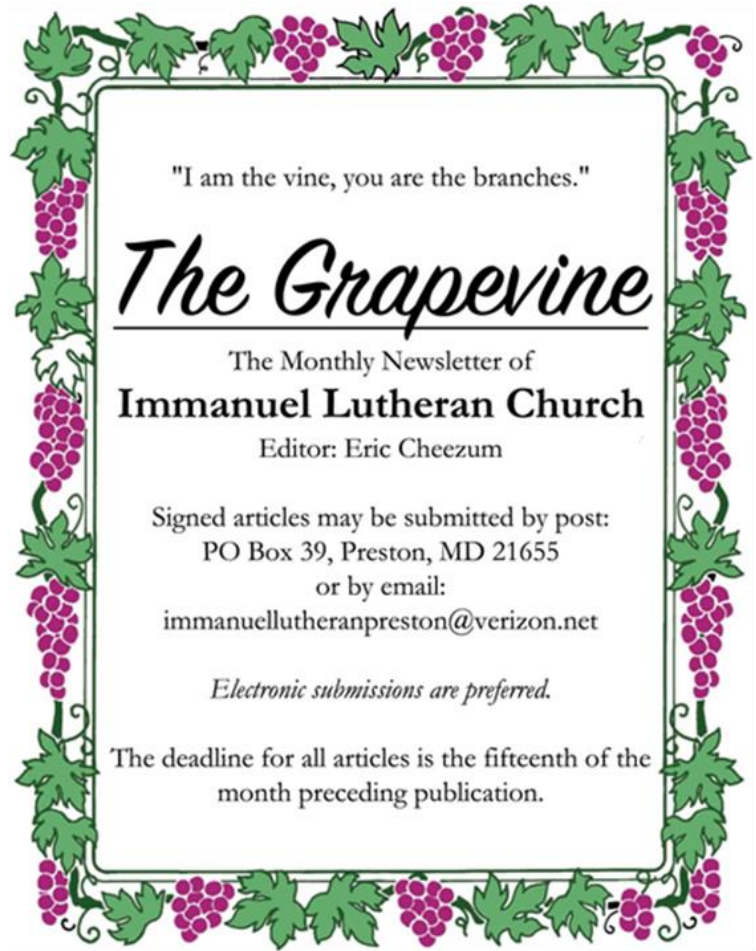 "I am the vine, you are the branches."
The Grapevine
The Monthly Newsletter of
Immanuel Lutheran Church
Editor: Eric Cheezum
Signed articles may be submitted by post:
PO Box 39, Preston, MD 21655
or by email:
immanuellutheranpreston@verizon.net
Electronic submissions are preferred.
The deadline for all articles is the fifteenth of the
month preceding publication.